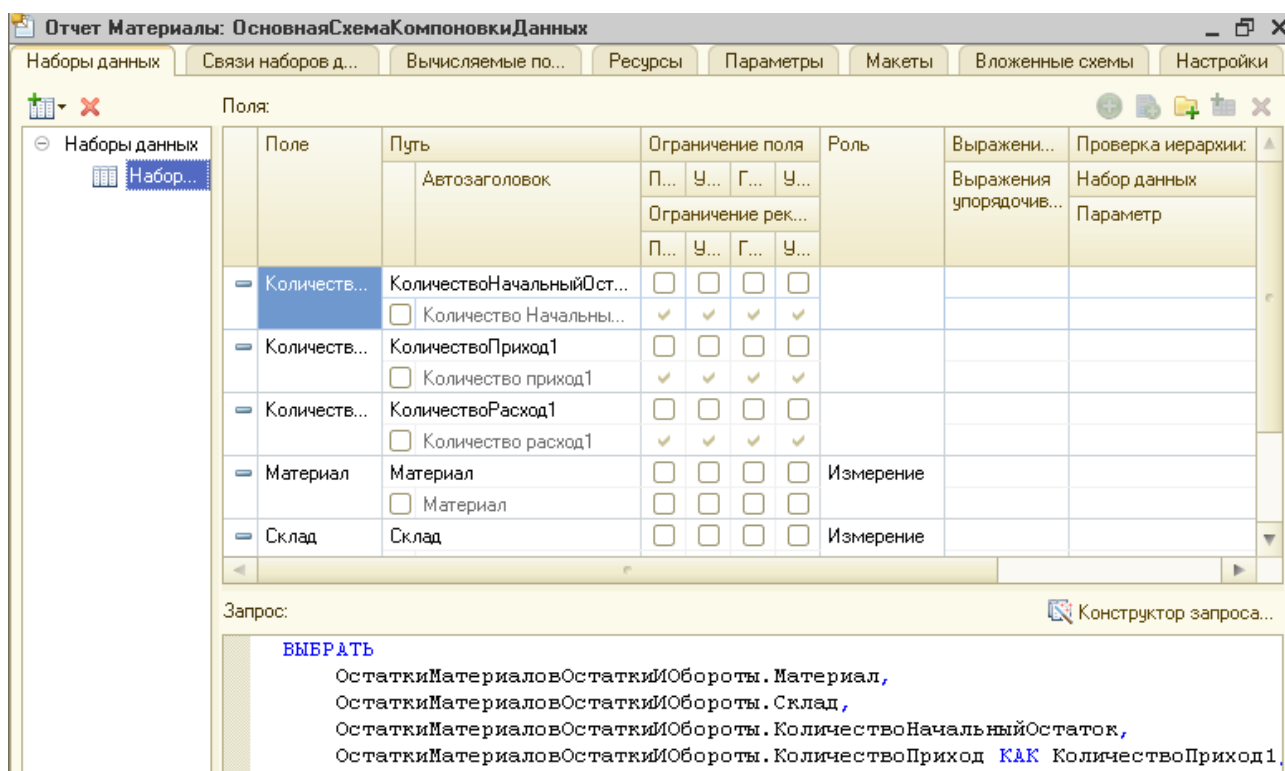 Отчет Материалы: ОсновнаяСхемаКомпоновкиДанных
Наборы данных Связи наборов д... Вычисляемые по... Ресурсы Параметры Макеты Вложенные схемы Настройки
Поля:
Наборы данных
Набор...
Поле Путь Ограничение поля Роль Выражени... Проверка иерархии:
Автозаголовок П... У... Г... У... Выражения упорядочив... Набор данных
Ограничение рек... Параметр
П... У... Г... У...
Количеств... КоличествоНачальныйОст...
Количество Начальны...
Количеств... КоличествоПриход1
Количество приход1
Количеств... КоличествоРасход1
Количество расход1
Материал Материал Измерение
Материал
Склад Склад Измерение
Запрос: Конструктор запроса...
ВЫБРАТЬ
ОстаткиМатериаловОстаткиИОбороты.Материал,
ОстаткиМатериаловОстаткиИОбороты.Склад,
ОстаткиМатериаловОстаткиИОбороты.КоличествоНачальныйОстаток,
ОстаткиМатериаловОстаткиИОбороты.КоличествоПриход КАК КоличествоПриход1,